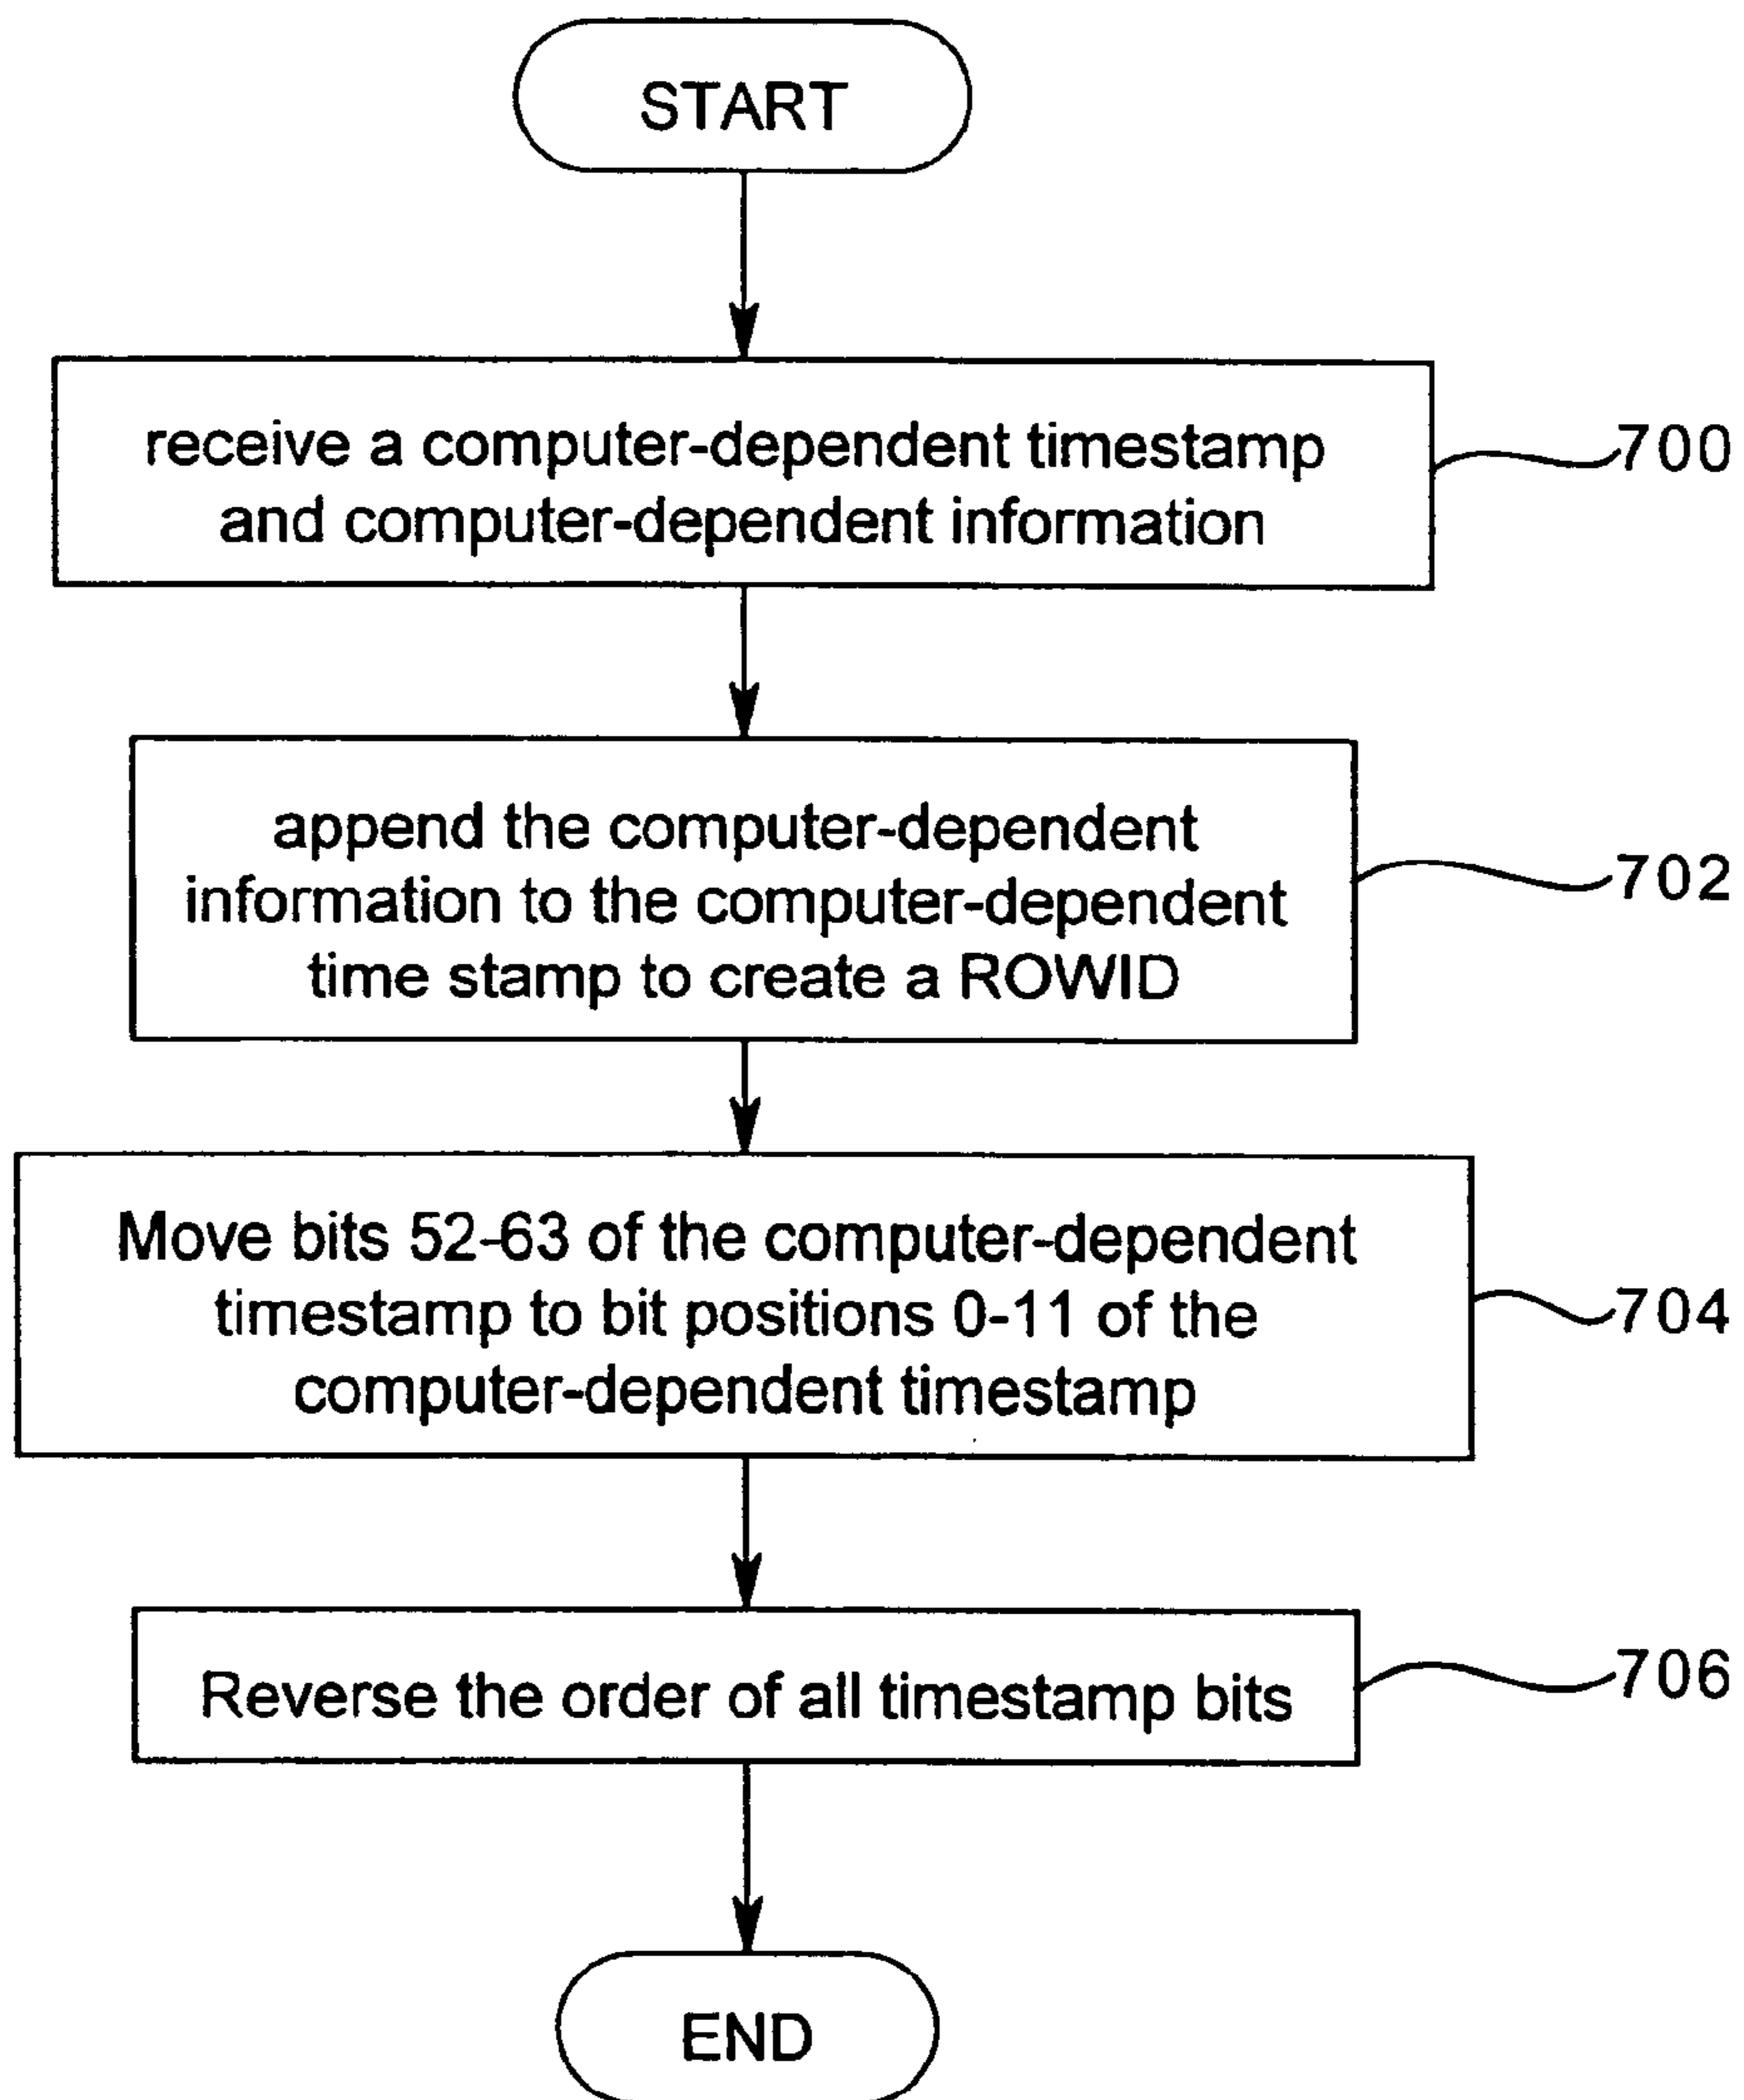 START
receive a computer-dependent timestamp
and computer-dependent information
700
append the computer-dependent
information to the computer-dependent
time stamp to create a ROWID
702
Move bits 52-63 of the computer-dependent
timestamp to bit positions 0-11 of the
computer-dependent timestamp
704
Reverse the order of all timestamp bits
706
END